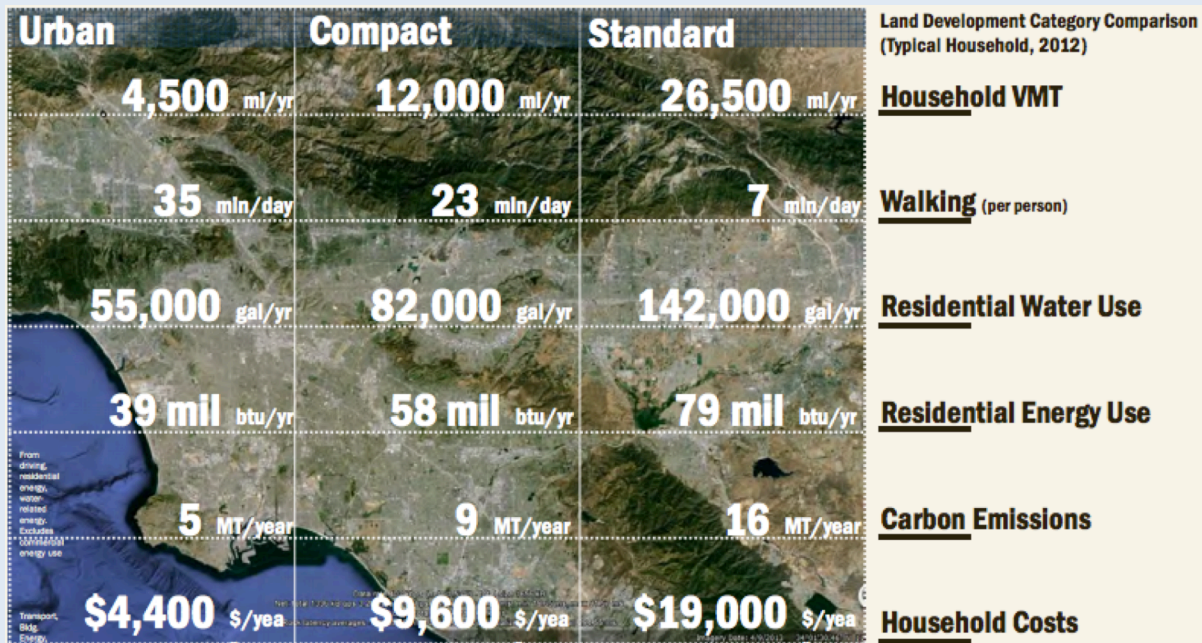 Urban Compact Standard
Land Development Category Comparison
(Typical Household, 2012)
4,500 mi/yr 12,000 mi/yr 26,500 mi/yr Household VMT
35 min/day 23 min/day 7 min/day Walking (per person)
55,000 gal/yr 82,000 gal/yr 142,000 gal/yr Residential Water Use
39 mil btu/yr 58 mil btu/yr 79 mil btu/yr Residential Energy Use
From
driving,
residential
energy,
water-
related
energy.
Excludes
commercial
energy use
5 MT/year 9 MT/year 16 MT/year Carbon Emissions
Transport,
Bldg.
Energy,
$4,400 $/yea $9,600 $/yea $19,000 $/yea Household Costs
Imagery Date: 4/9/2013